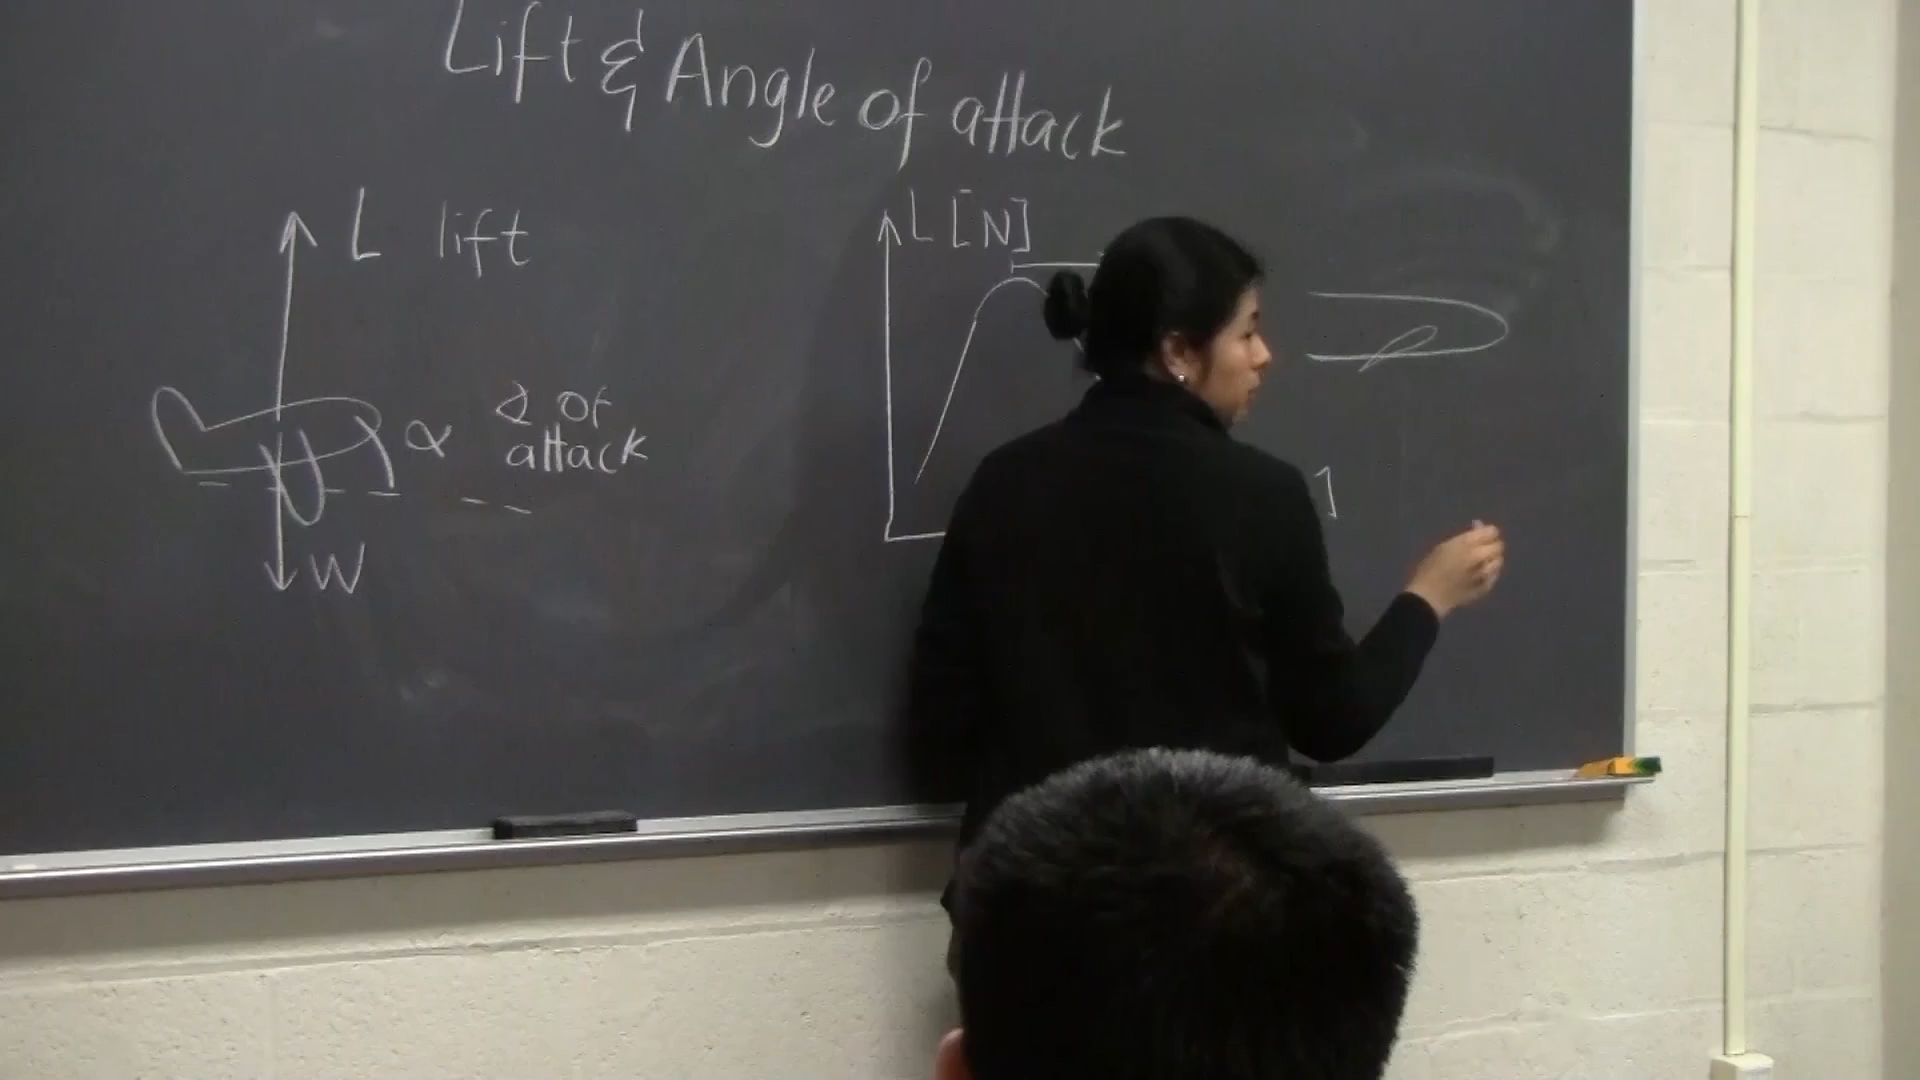 Lift & Angle of attack
L lift
α ∠ of
attack
W
L [N]
]